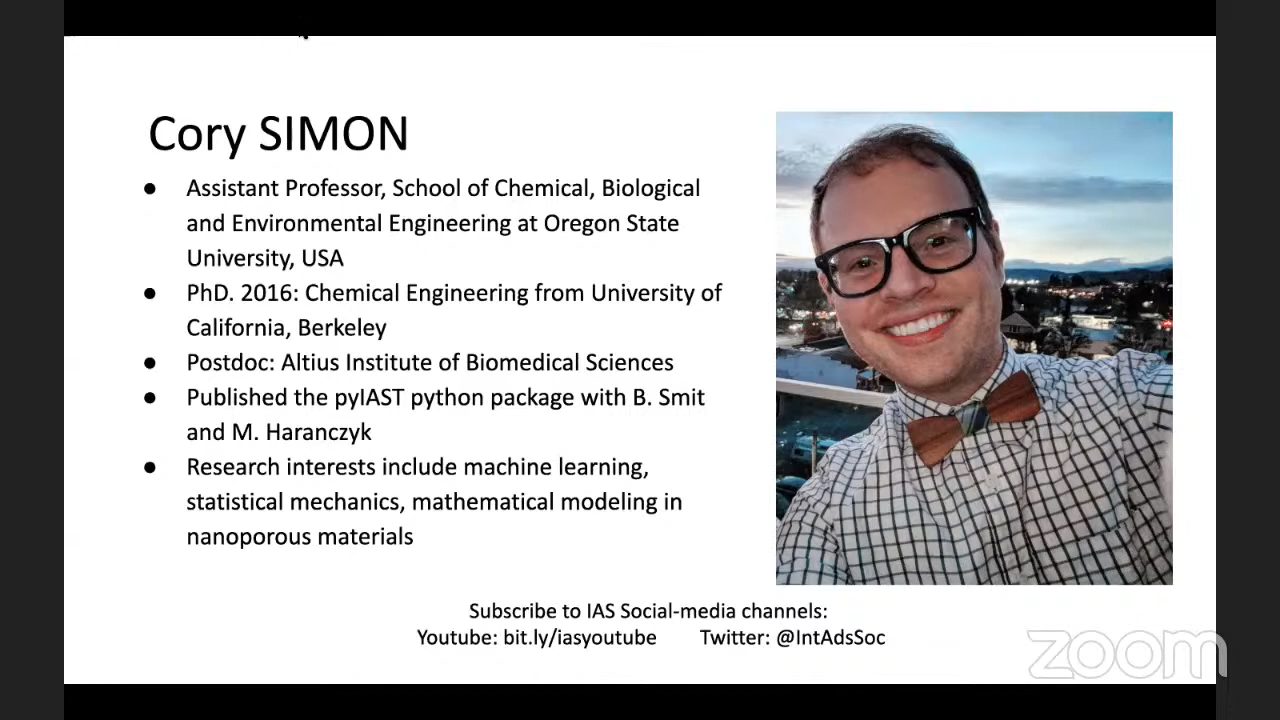 Cory SIMON
● Assistant Professor, School of Chemical, Biological
and Environmental Engineering at Oregon State
University, USA
● PhD. 2016: Chemical Engineering from University of
California, Berkeley
● Postdoc: Altius Institute of Biomedical Sciences
● Published the pyIAST python package with B. Smit
and M. Haranczyk
● Research interests include machine learning,
statistical mechanics, mathematical modeling in
nanoporous materials
Subscribe to IAS Social-media channels:
Youtube: bit.ly/iasyoutube Twitter: @IntAdsSoc
zoom